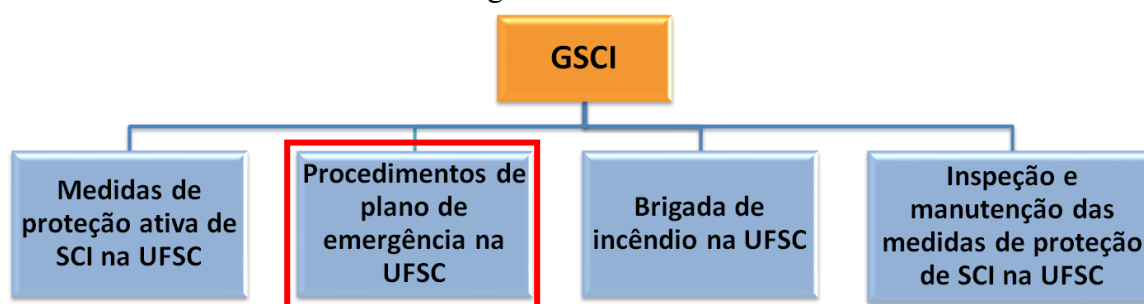 GSCI
Medidas de
proteção ativa de
SCI na UFSC
Procedimentos de
plano de
emergência na
UFSC
Brigada de
incêndio na UFSC
Inspeção e
manutenção das
medidas de proteção
de SCI na UFSC